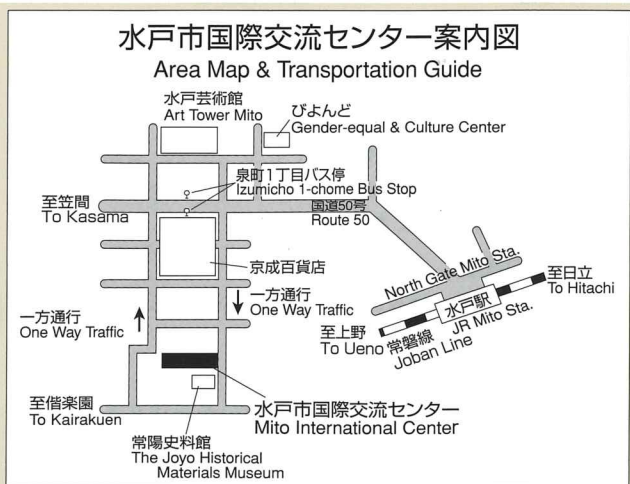 水戸市国際交流センター案内図
Area Map & Transportation Guide
水戸芸術館
Art Tower Mito
びよんど
Gender-equal & Culture Center
泉町1丁目バス停
Izumicho 1-chome Bus Stop
至笠間
To Kasama
国道50号
Route 50
京成百貨店
North Gate Mito Sta.
至日立
To Hitachi
水戸駅
JR Mito Sta.
至上野
To Ueno
常磐線
Joban Line
一方通行
One Way Traffic
一方通行
One Way Traffic
至偕楽園
To Kairakuen
水戸市国際交流センター
Mito International Center
常陽史料館
The Joyo Historical
Materials Museum